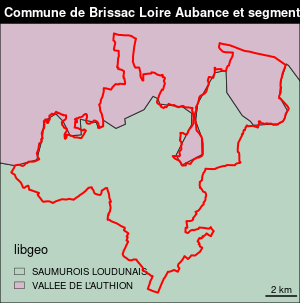 Commune de Brissac Loire Aubance et segment
libgeo
SAUMUROIS LOUDUNAIS
VALLEE DE L'AUTHION
2 km